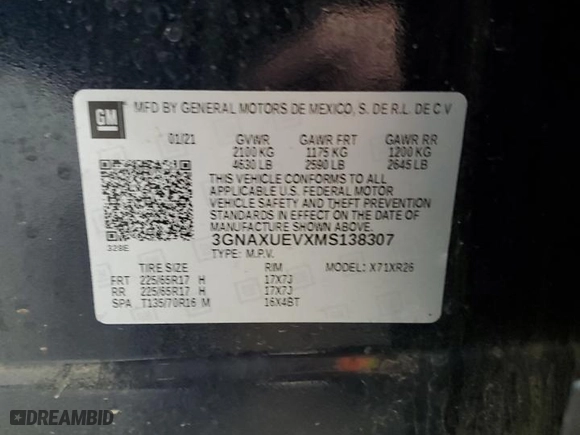 GM
MFD BY GENERAL MOTORS DE MEXICO, S. DE R.L. DE C.V
01/21 GVWR GAWR FRT GAWR RR
2100 KG 1175 KG 1200 KG
4630 LB 2590 LB 2645 LB
THIS VEHICLE CONFORMS TO ALL
APPLICABLE U.S. FEDERAL MOTOR
VEHICLE SAFETY AND THEFT PREVENTION
STANDARDS IN EFFECT ON THE DATE OF
MANUFACTURE SHOWN ABOVE.
3GNAXUEVXMS138307
328E TYPE: M.P.V.
TIRE SIZE RIM MODEL: X71XR26
FRT 225/65R17 H 17X7J
RR 225/65R17 H 17X7J
SPA T135/70R16 M 16X4BT
DREAMBID